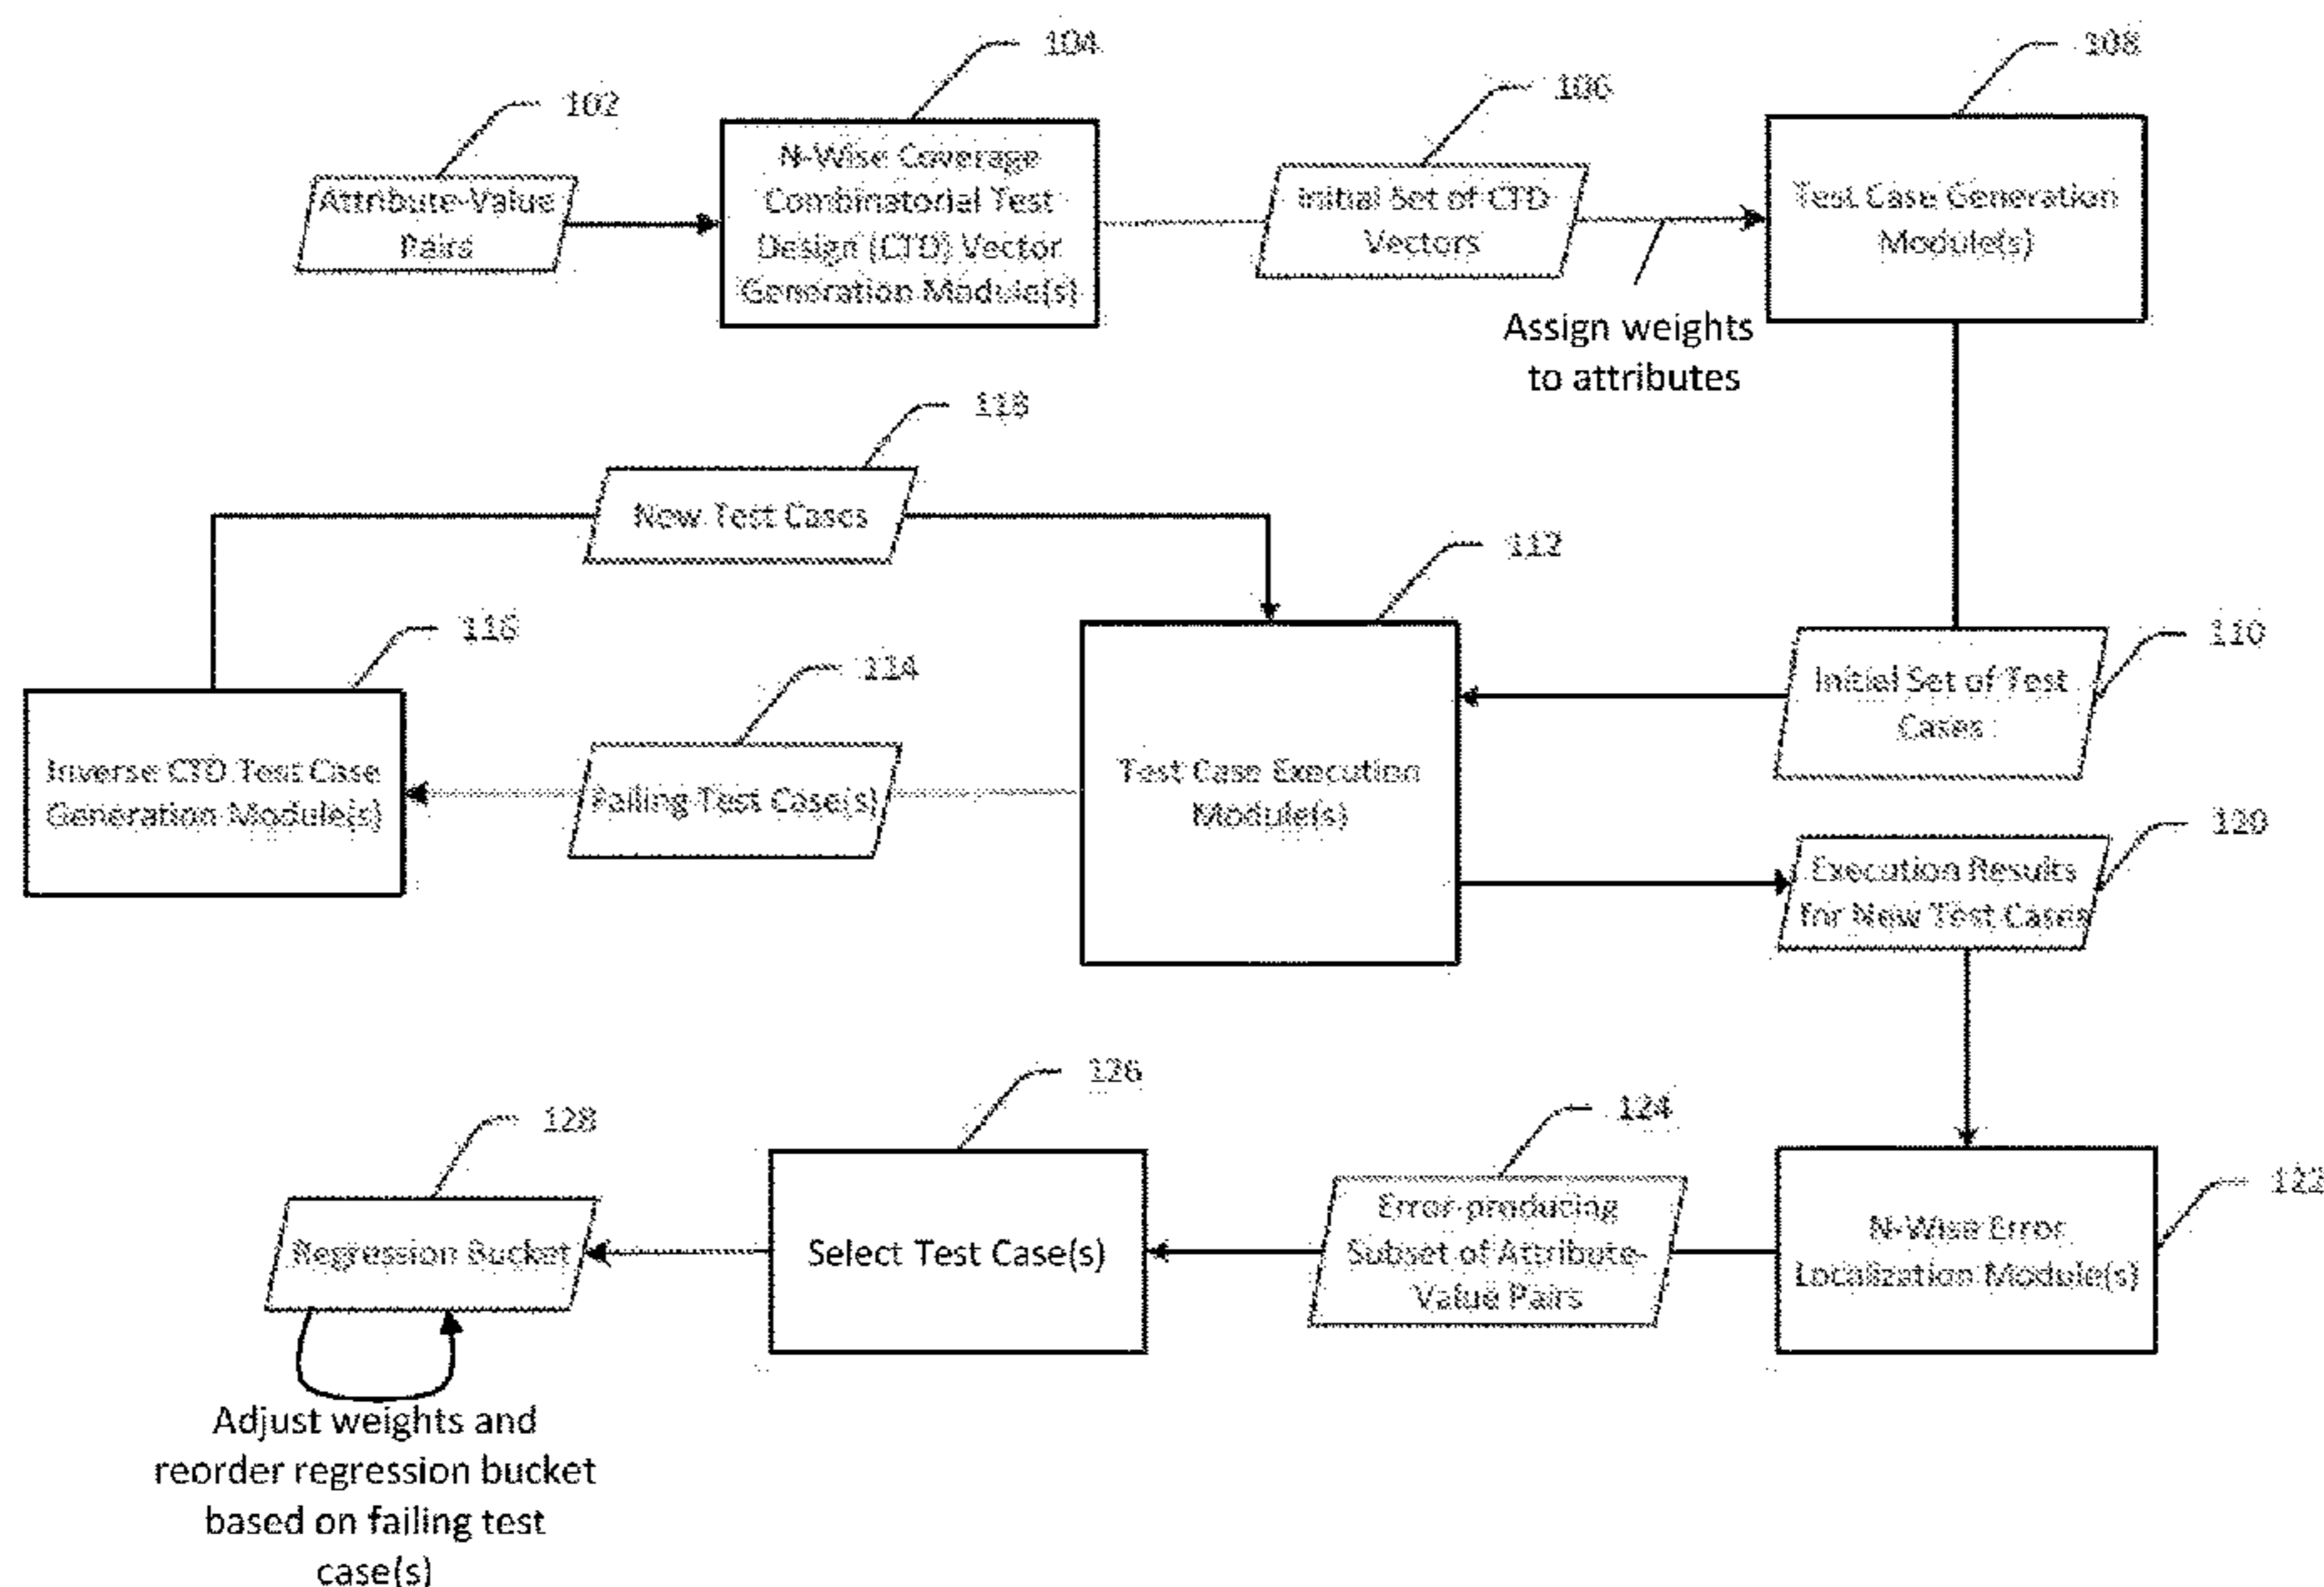 104
108
102
106
N-Wise Coverage
Combinatorial Test
Design (CTD) Vector
Generation Module(s)
Attribute-Value
Pairs
Initial Set of CTD
Vectors
Test Case Generation
Module(s)
Assign weights
to attributes
118
New Test Cases
112
116
110
114
Initial Set of Test
Cases
Inverse CTD Test Case
Generation Module(s)
Failing Test Case(s)
Test Case Execution
Module(s)
120
Execution Results
for New Test Cases
126
128
124
122
Error-producing
Subset of Attribute-
Value Pairs
Regression Bucket
Select Test Case(s)
N-Wise Error
Localization Module(s)
Adjust weights and
reorder regression bucket
based on failing test
case(s)